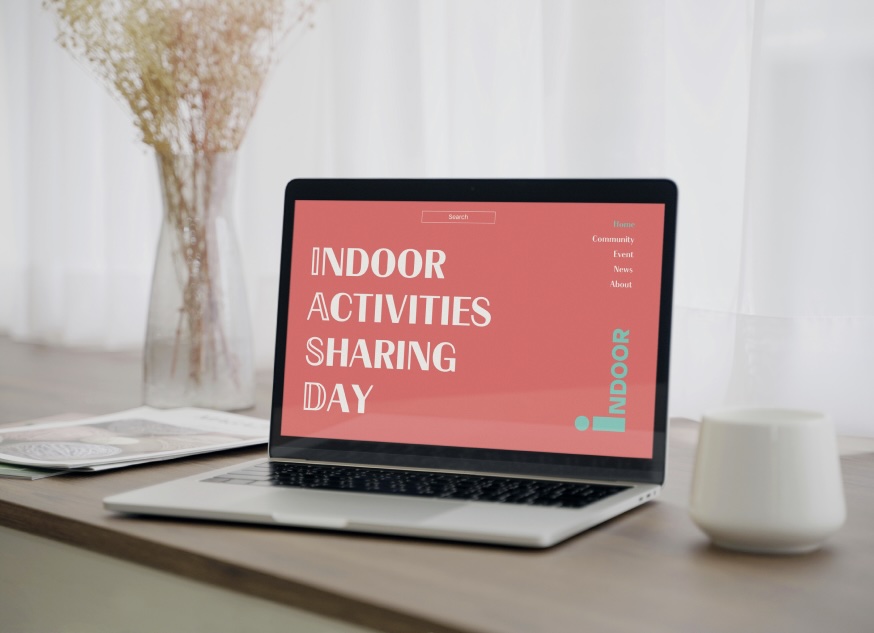 Search
Home
Community
Event
News
About
INDOOR
ACTIVITIES
SHARING
DAY
iNDOOR